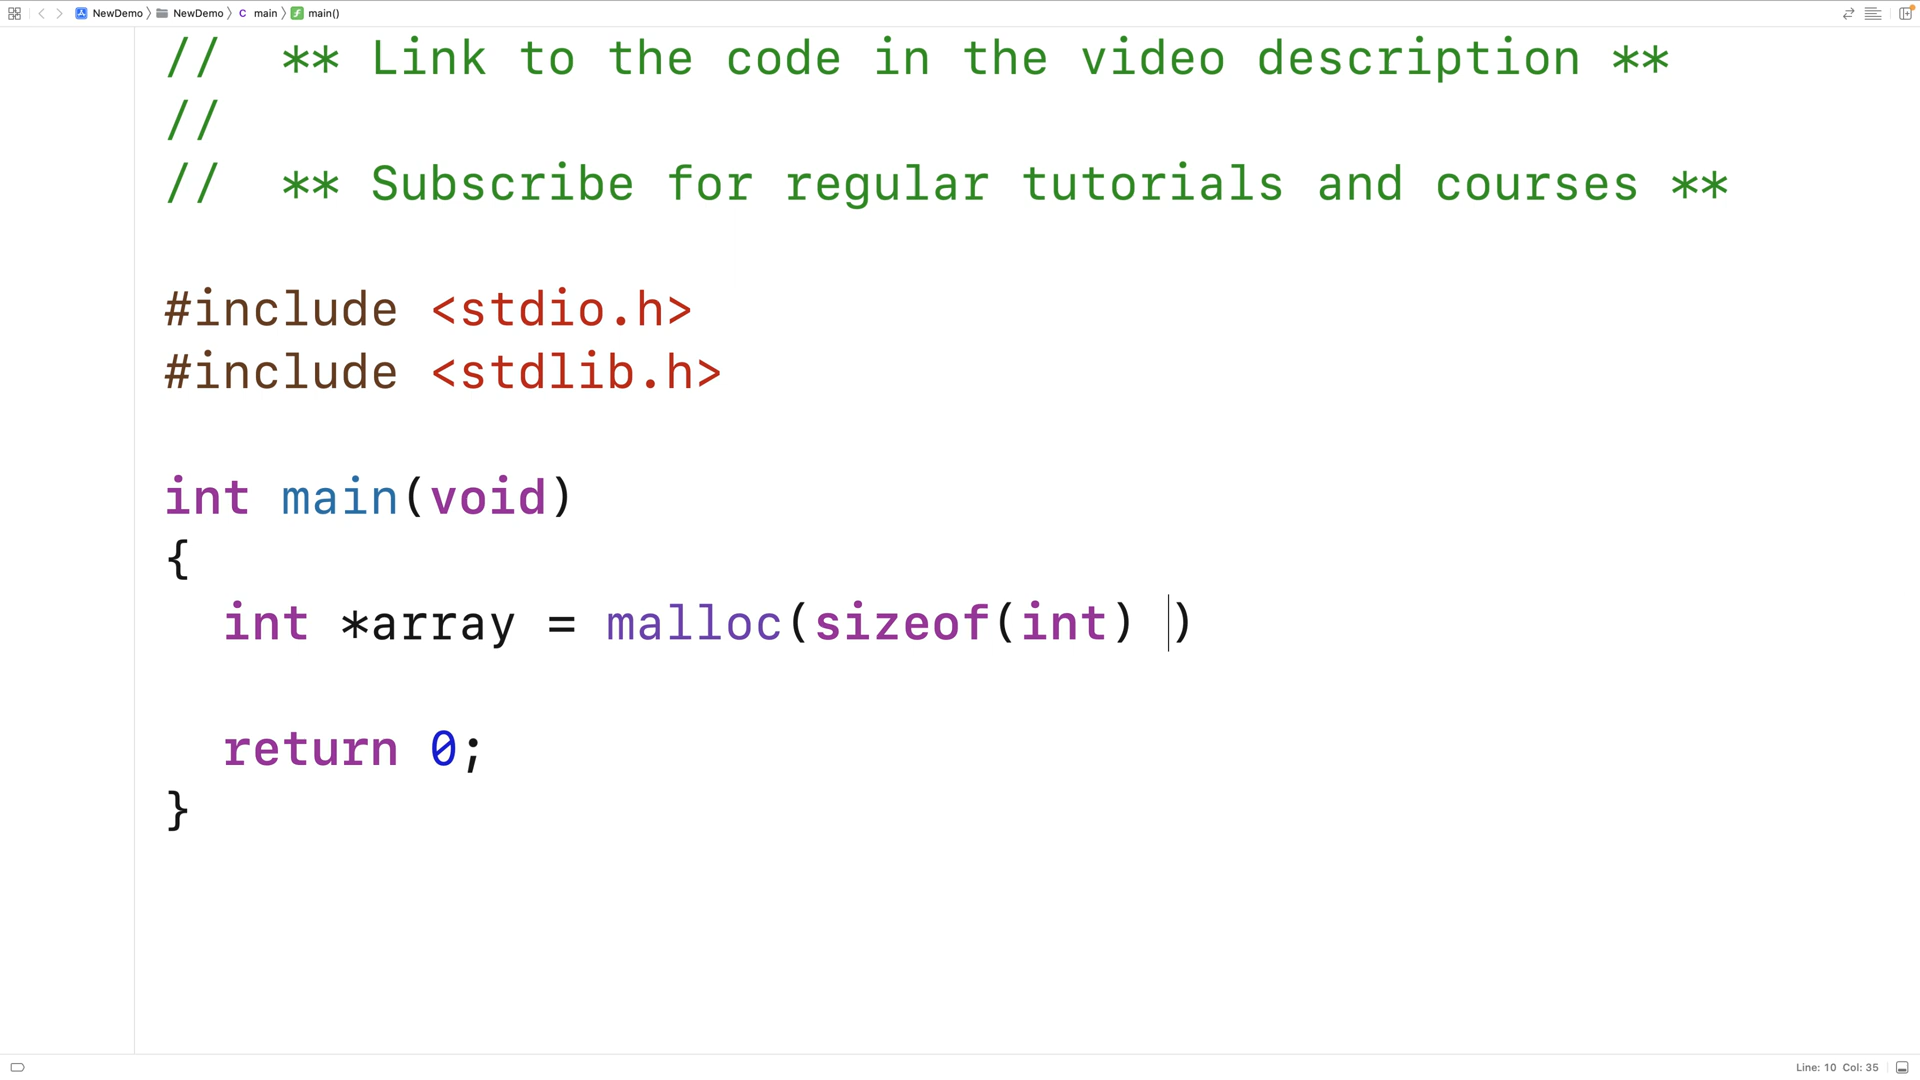 NewDemo NewDemo C main f main()
// ** Link to the code in the video description **
//
// ** Subscribe for regular tutorials and courses **
#include <stdio.h>
#include <stdlib.h>
int main(void)
{
int *array = malloc(sizeof(int) )
return 0;
}
Line: 10 Col: 35